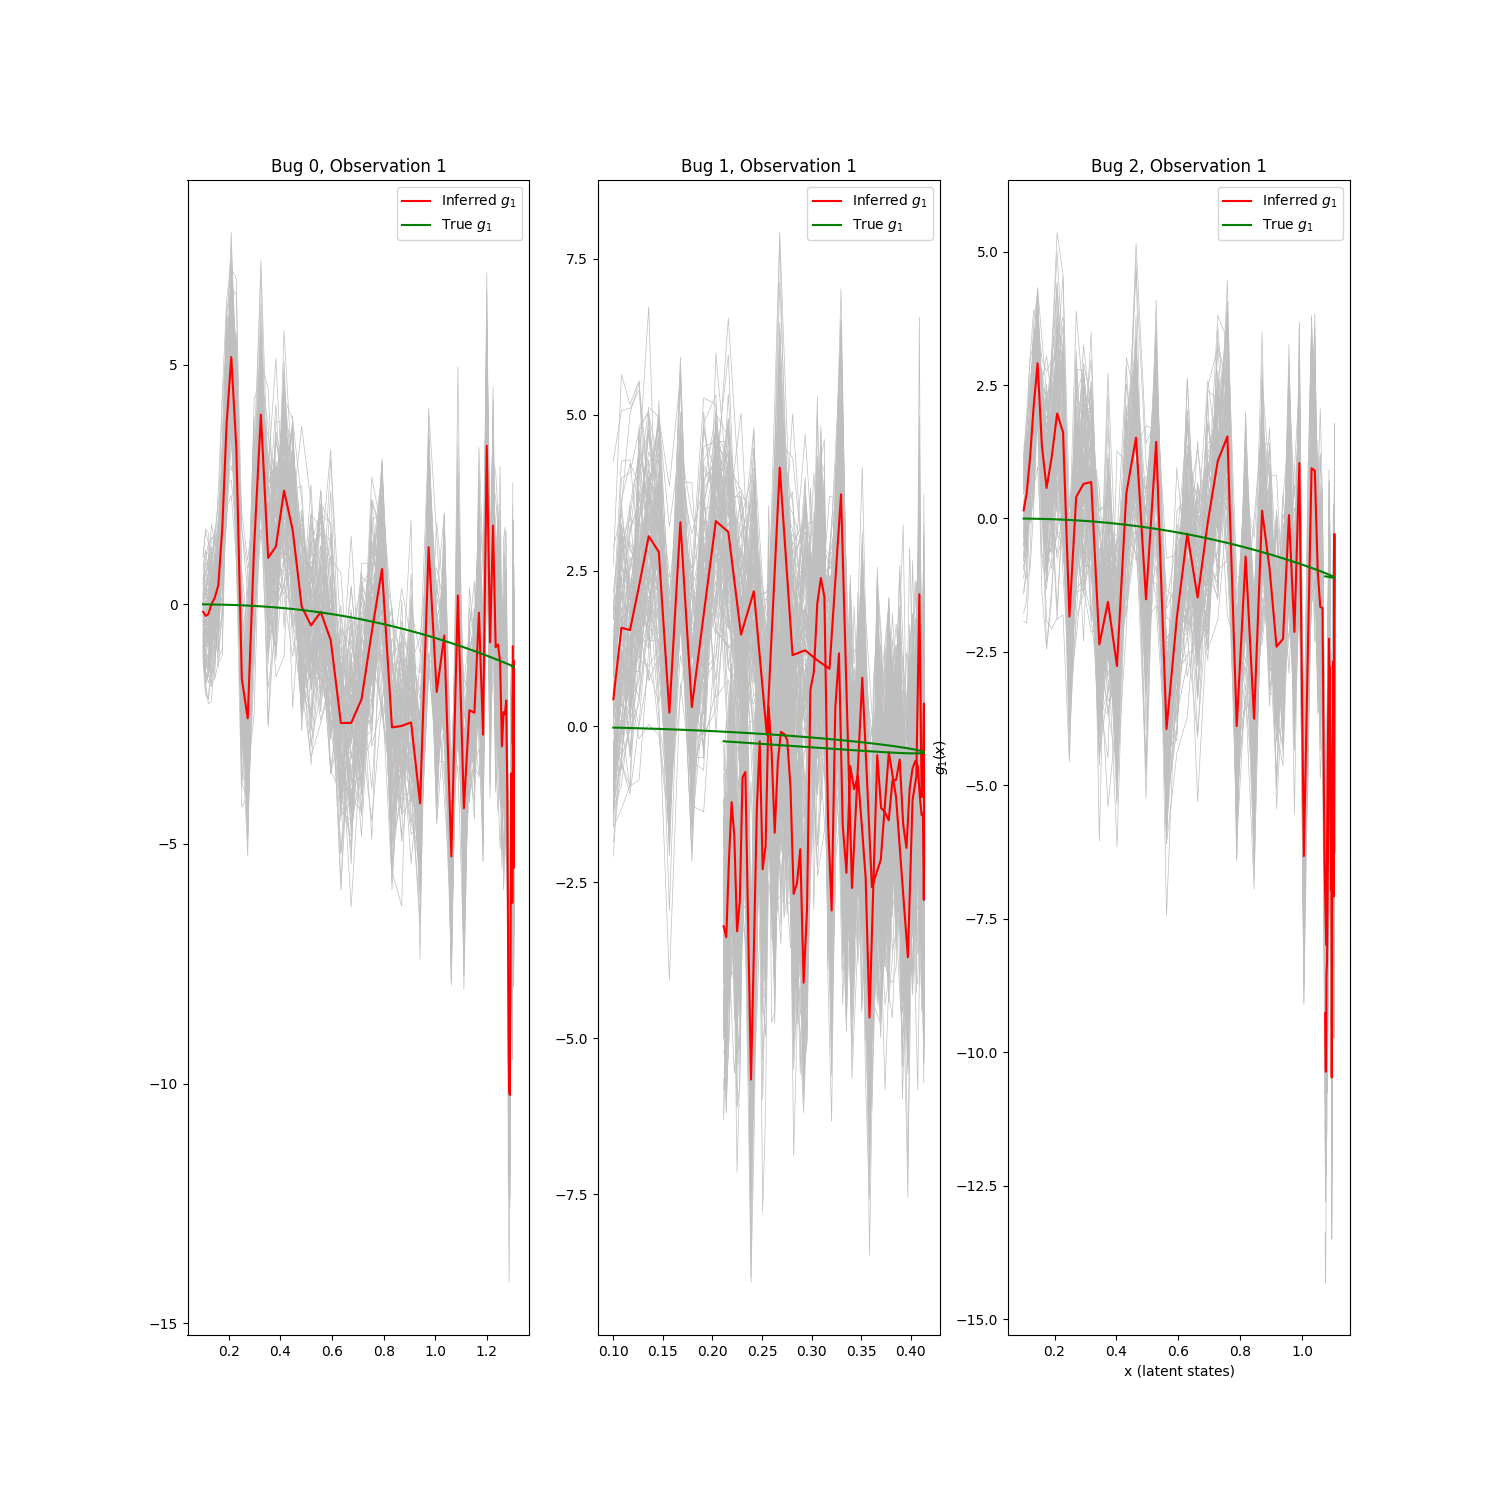 Bug 0, Observation 1
Inferred g₁
True g₁
5
0
−5
−10
−15
0.2 0.4 0.6 0.8 1.0 1.2
Bug 1, Observation 1
Inferred g₁
True g₁
7.5
5.0
2.5
0.0
−2.5
−5.0
−7.5
0.10 0.15 0.20 0.25 0.30 0.35 0.40
g₁(x)
Bug 2, Observation 1
Inferred g₁
True g₁
5.0
2.5
0.0
−2.5
−5.0
−7.5
−10.0
−12.5
−15.0
0.2 0.4 0.6 0.8 1.0
x (latent states)